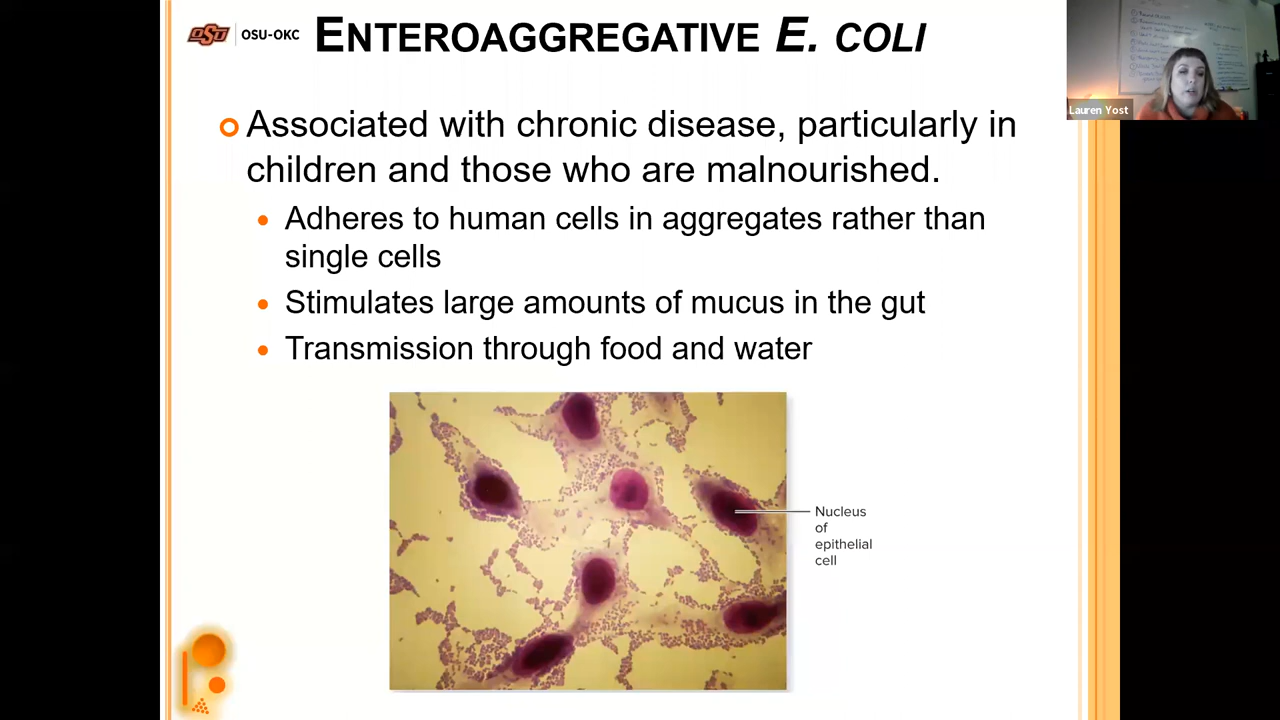 OSU OSU-OKC ENTEROAGGREGATIVE E. COLI
Lauren Yost
Associated with chronic disease, particularly in
children and those who are malnourished.
Adheres to human cells in aggregates rather than
single cells
Stimulates large amounts of mucus in the gut
Transmission through food and water
Nucleus
of
epithelial
cell